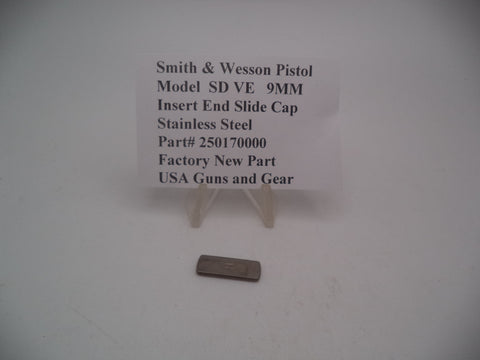 Smith & Wesson Pistol
Model SD VE 9MM
Insert End Slide Cap
Stainless Steel
Part# 250170000
Factory New Part
USA Guns and Gear